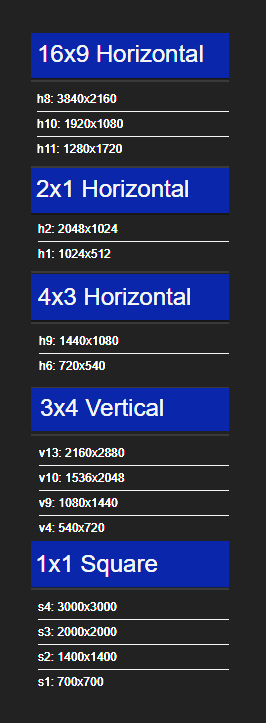 16x9 Horizontal
h8: 3840x2160
h10: 1920x1080
h11: 1280x1720
2x1 Horizontal
h2: 2048x1024
h1: 1024x512
4x3 Horizontal
h9: 1440x1080
h6: 720x540
3x4 Vertical
v13: 2160x2880
v10: 1536x2048
v9: 1080x1440
v4: 540x720
1x1 Square
s4: 3000x3000
s3: 2000x2000
s2: 1400x1400
s1: 700x700